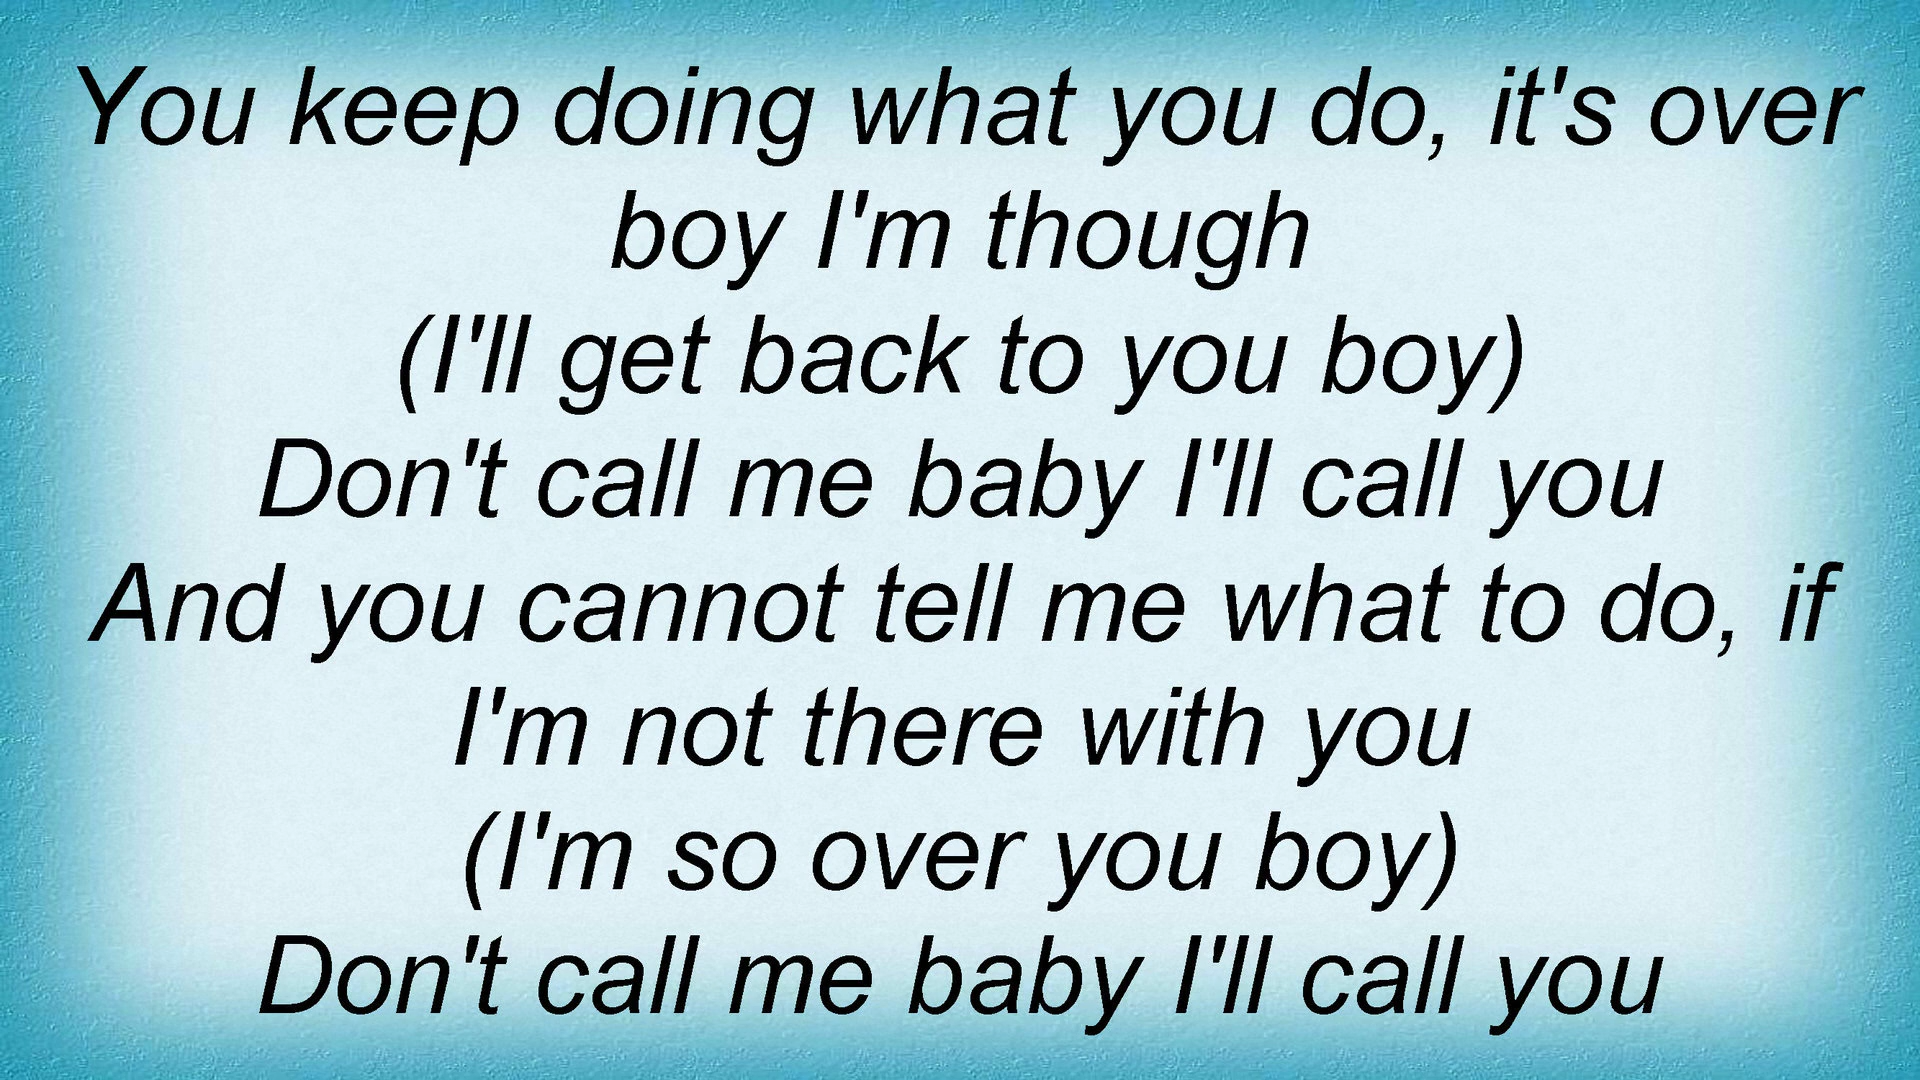 You keep doing what you do, it's over
boy I'm though
(I'll get back to you boy)
Don't call me baby I'll call you
And you cannot tell me what to do, if
I'm not there with you
(I'm so over you boy)
Don't call me baby I'll call you